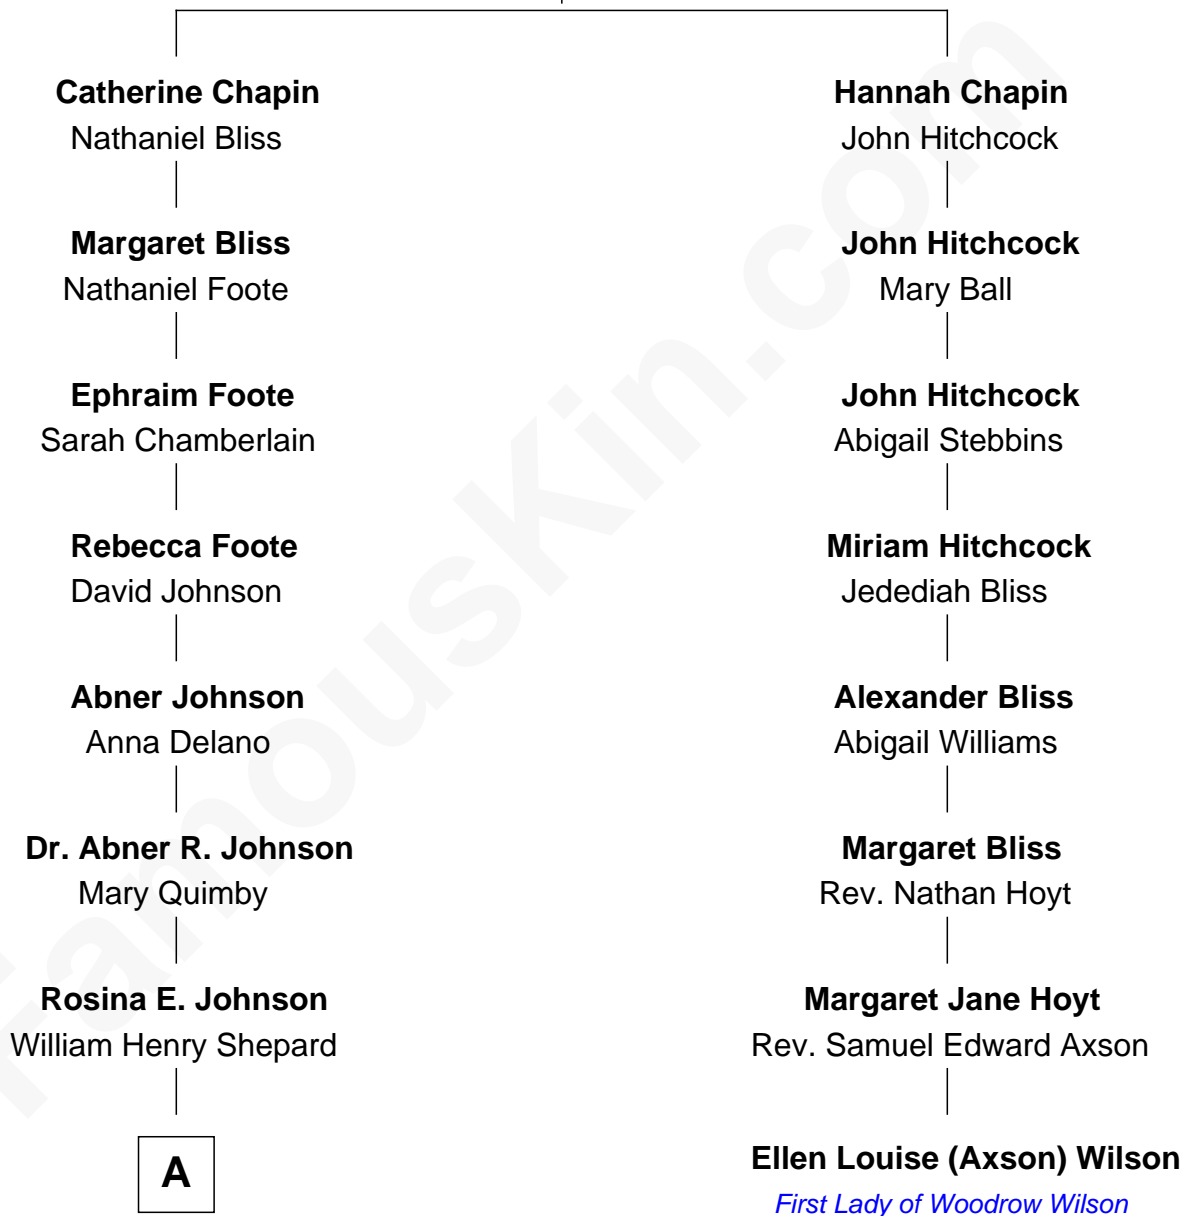 Catherine Chapin
Nathaniel Bliss
Margaret Bliss
Nathaniel Foote
Ephraim Foote
Sarah Chamberlain
Rebecca Foote
David Johnson
Abner Johnson
Anna Delano
Dr. Abner R. Johnson
Mary Quimby
Rosina E. Johnson
William Henry Shepard
A
Hannah Chapin
John Hitchcock
John Hitchcock
Mary Ball
John Hitchcock
Abigail Stebbins
Miriam Hitchcock
Jedediah Bliss
Alexander Bliss
Abigail Williams
Margaret Bliss
Rev. Nathan Hoyt
Margaret Jane Hoyt
Rev. Samuel Edward Axson
Ellen Louise (Axson) Wilson
First Lady of Woodrow Wilson
FamousKin.com